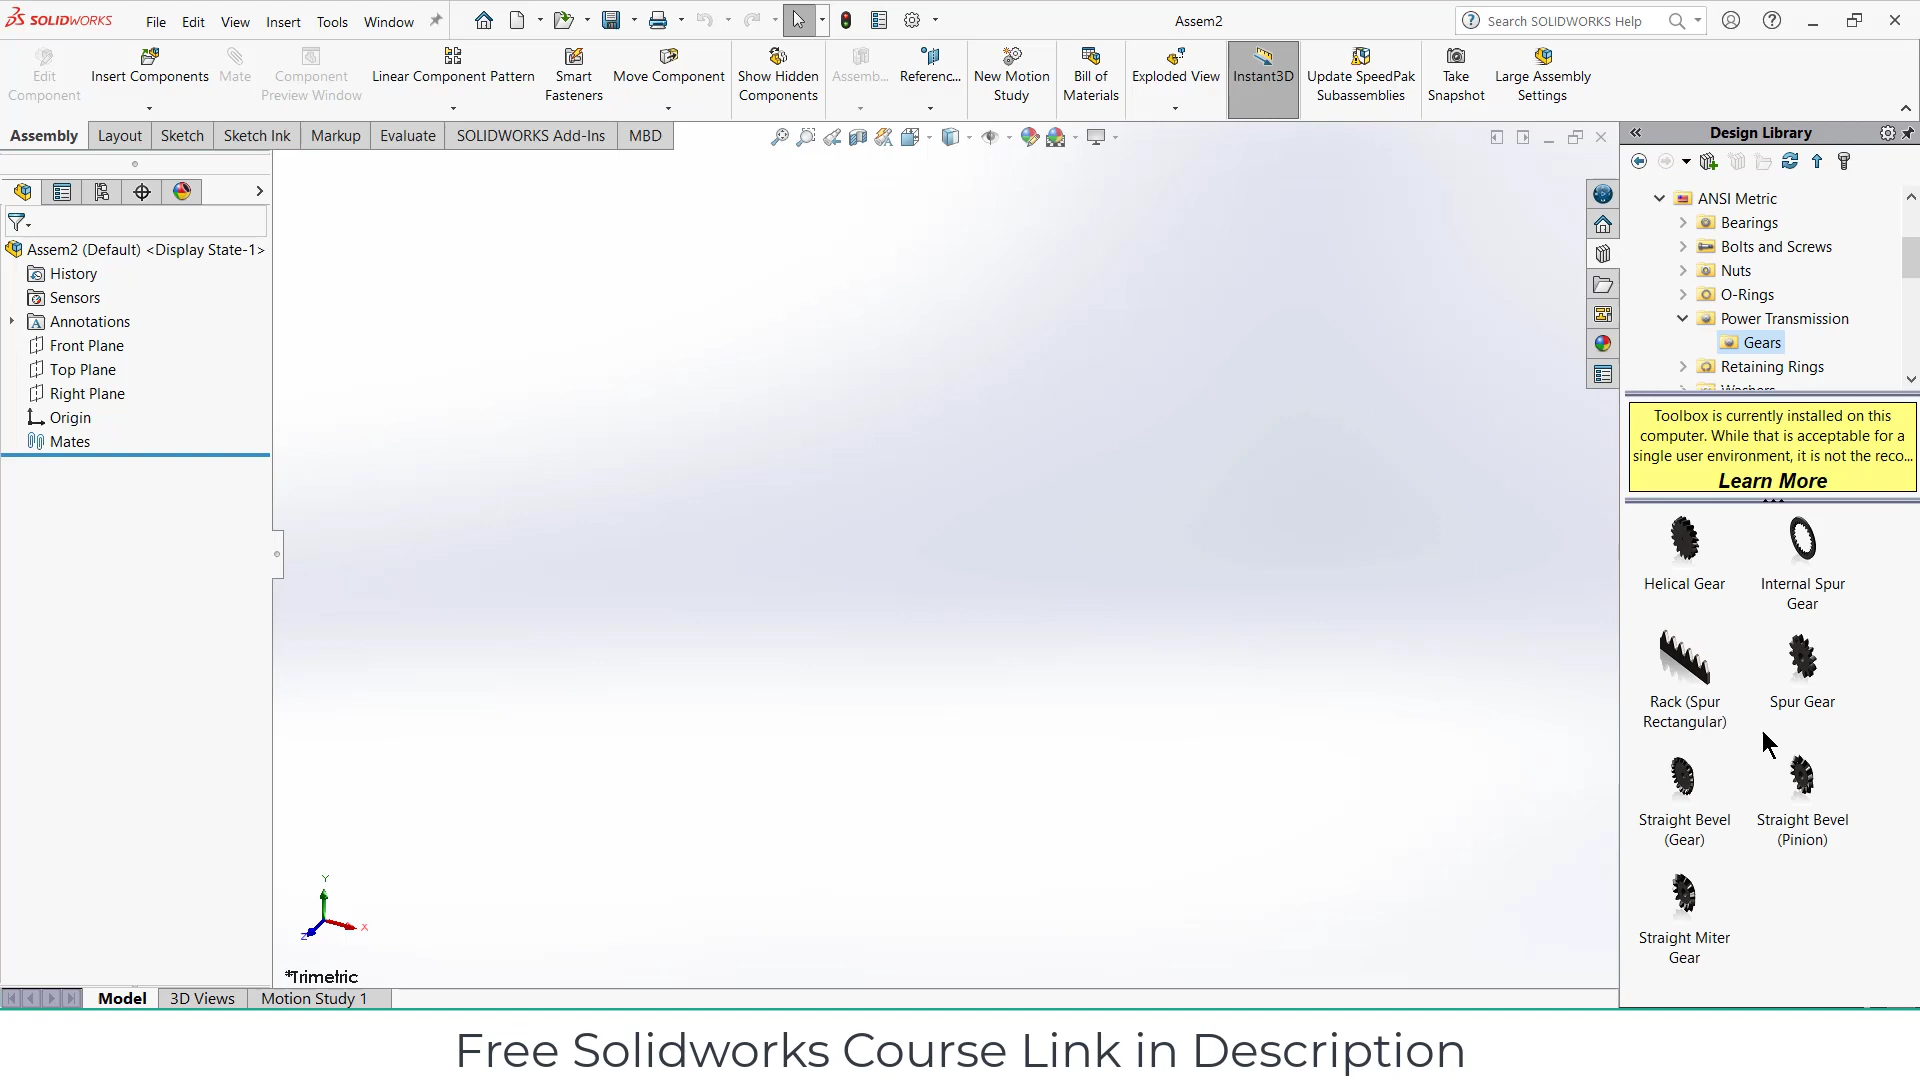 SOLIDWORKS File Edit View Insert Tools Window Assem2 Search SOLIDWORKS Help
Edit Component
Insert Components
Mate
Component Preview Window
Linear Component Pattern
Smart Fasteners
Move Component
Show Hidden Components
Assemb...
Referenc...
New Motion Study
Bill of Materials
Exploded View
Instant3D
Update SpeedPak Subassemblies
Take Snapshot
Large Assembly Settings
Assembly Layout Sketch Sketch Ink Markup Evaluate SOLIDWORKS Add-Ins MBD
Assem2 (Default) <Display State-1>
History
Sensors
Annotations
Front Plane
Top Plane
Right Plane
Origin
Mates
Y
X
Z
*Trimetric
Model 3D Views Motion Study 1
Design Library
ANSI Metric
Bearings
Bolts and Screws
Nuts
O-Rings
Power Transmission
Gears
Retaining Rings
Washers
Toolbox is currently installed on this
computer. While that is acceptable for a
single user environment, it is not the reco...
Learn More
Helical Gear
Internal Spur
Gear
Rack (Spur
Rectangular)
Spur Gear
Straight Bevel
(Gear)
Straight Bevel
(Pinion)
Straight Miter
Gear
Free Solidworks Course Link in Description